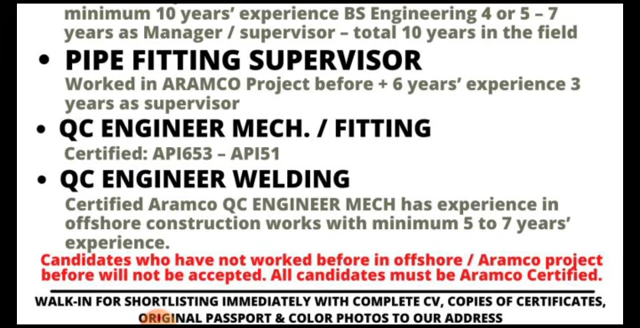 minimum 10 years’ experience BS Engineering 4 or 5 – 7
years as Manager / supervisor – total 10 years in the field
• PIPE FITTING SUPERVISOR
Worked in ARAMCO Project before + 6 years’ experience 3
years as supervisor
• QC ENGINEER MECH. / FITTING
Certified: API653 – API51
• QC ENGINEER WELDING
Certified Aramco QC ENGINEER MECH has experience in
offshore construction works with minimum 5 to 7 years’
experience.
Candidates who have not worked before in offshore / Aramco project
before will not be accepted. All candidates must be Aramco Certified.
WALK-IN FOR SHORTLISTING IMMEDIATELY WITH COMPLETE CV, COPIES OF CERTIFICATES,
ORIGINAL PASSPORT & COLOR PHOTOS TO OUR ADDRESS